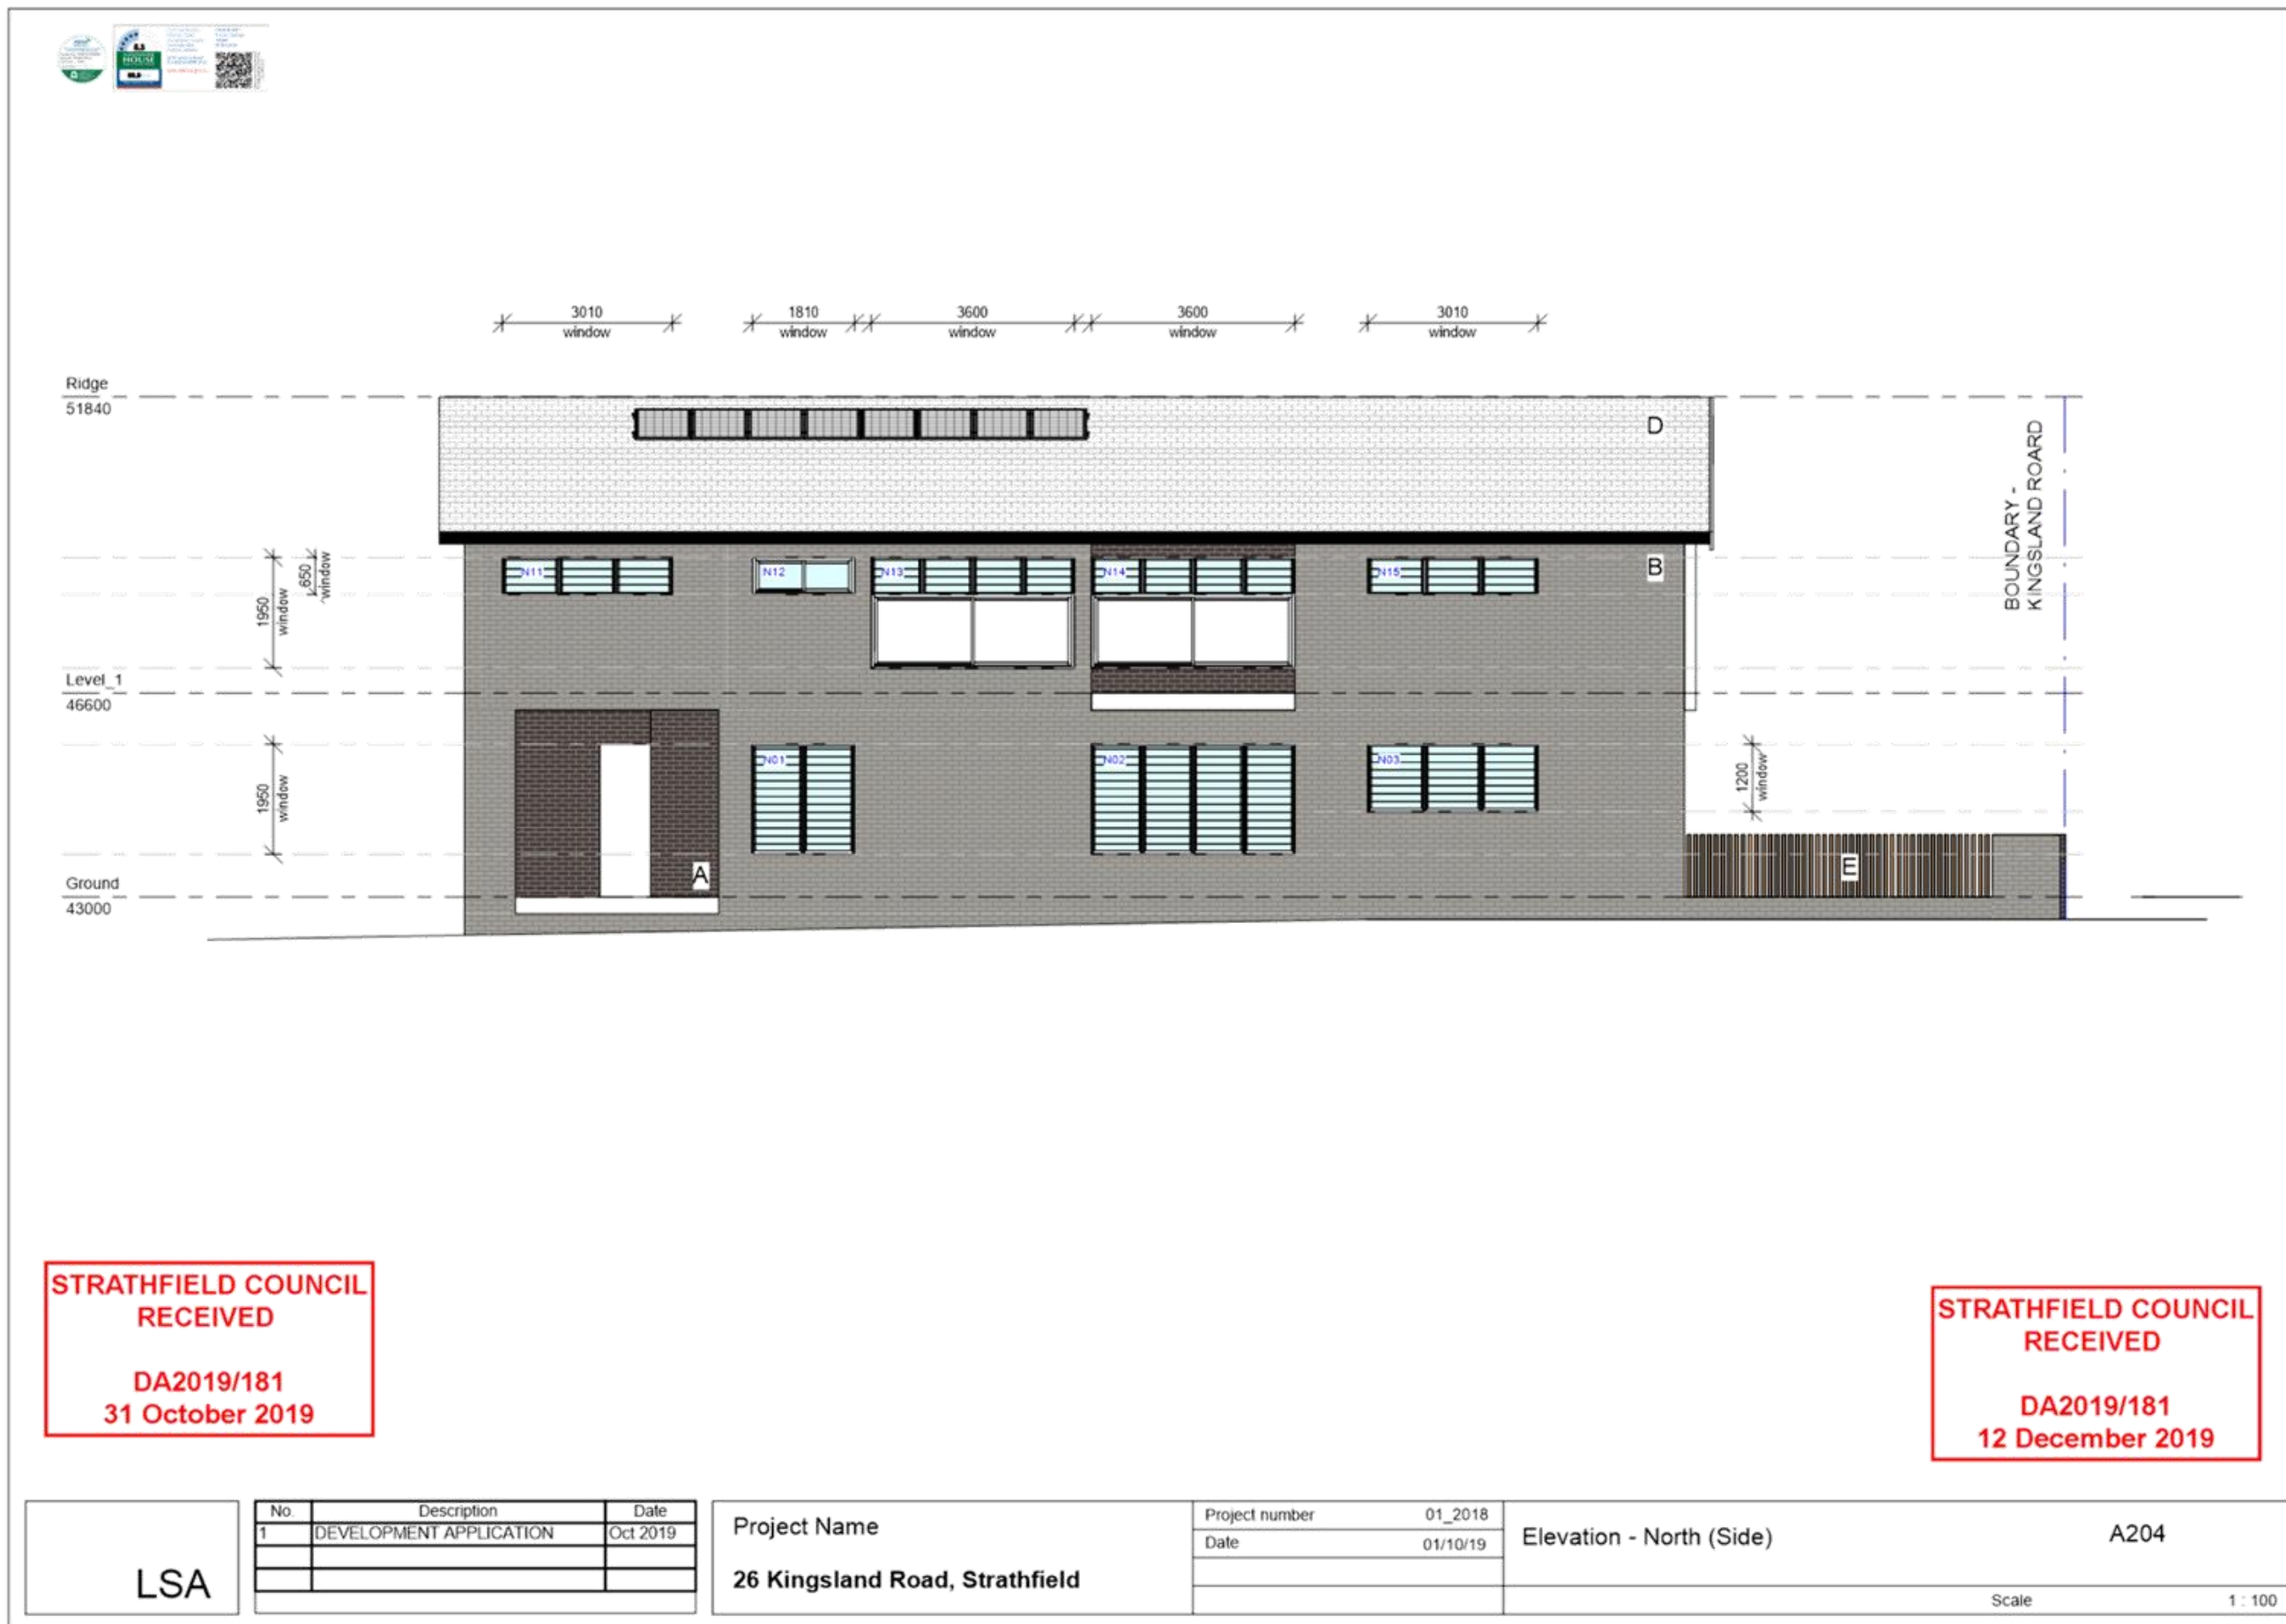 HOUSE
3010
window
1810
window
3600
window
3600
window
3010
window
Ridge
51840
D
BOUNDARY -
KINGSLAND ROARD
650
window
1950
window
N11
N12
N13
N14
N15
B
Level_1
46600
1950
window
N01
N02
N03
1200
window
A
E
Ground
43000
STRATHFIELD COUNCIL
RECEIVED
DA2019/181
31 October 2019
STRATHFIELD COUNCIL
RECEIVED
DA2019/181
12 December 2019
LSA
No. Description Date
1 DEVELOPMENT APPLICATION Oct 2019
Project Name
26 Kingsland Road, Strathfield
Project number 01_2018
Date 01/10/19
Elevation - North (Side) A204
Scale 1 : 100